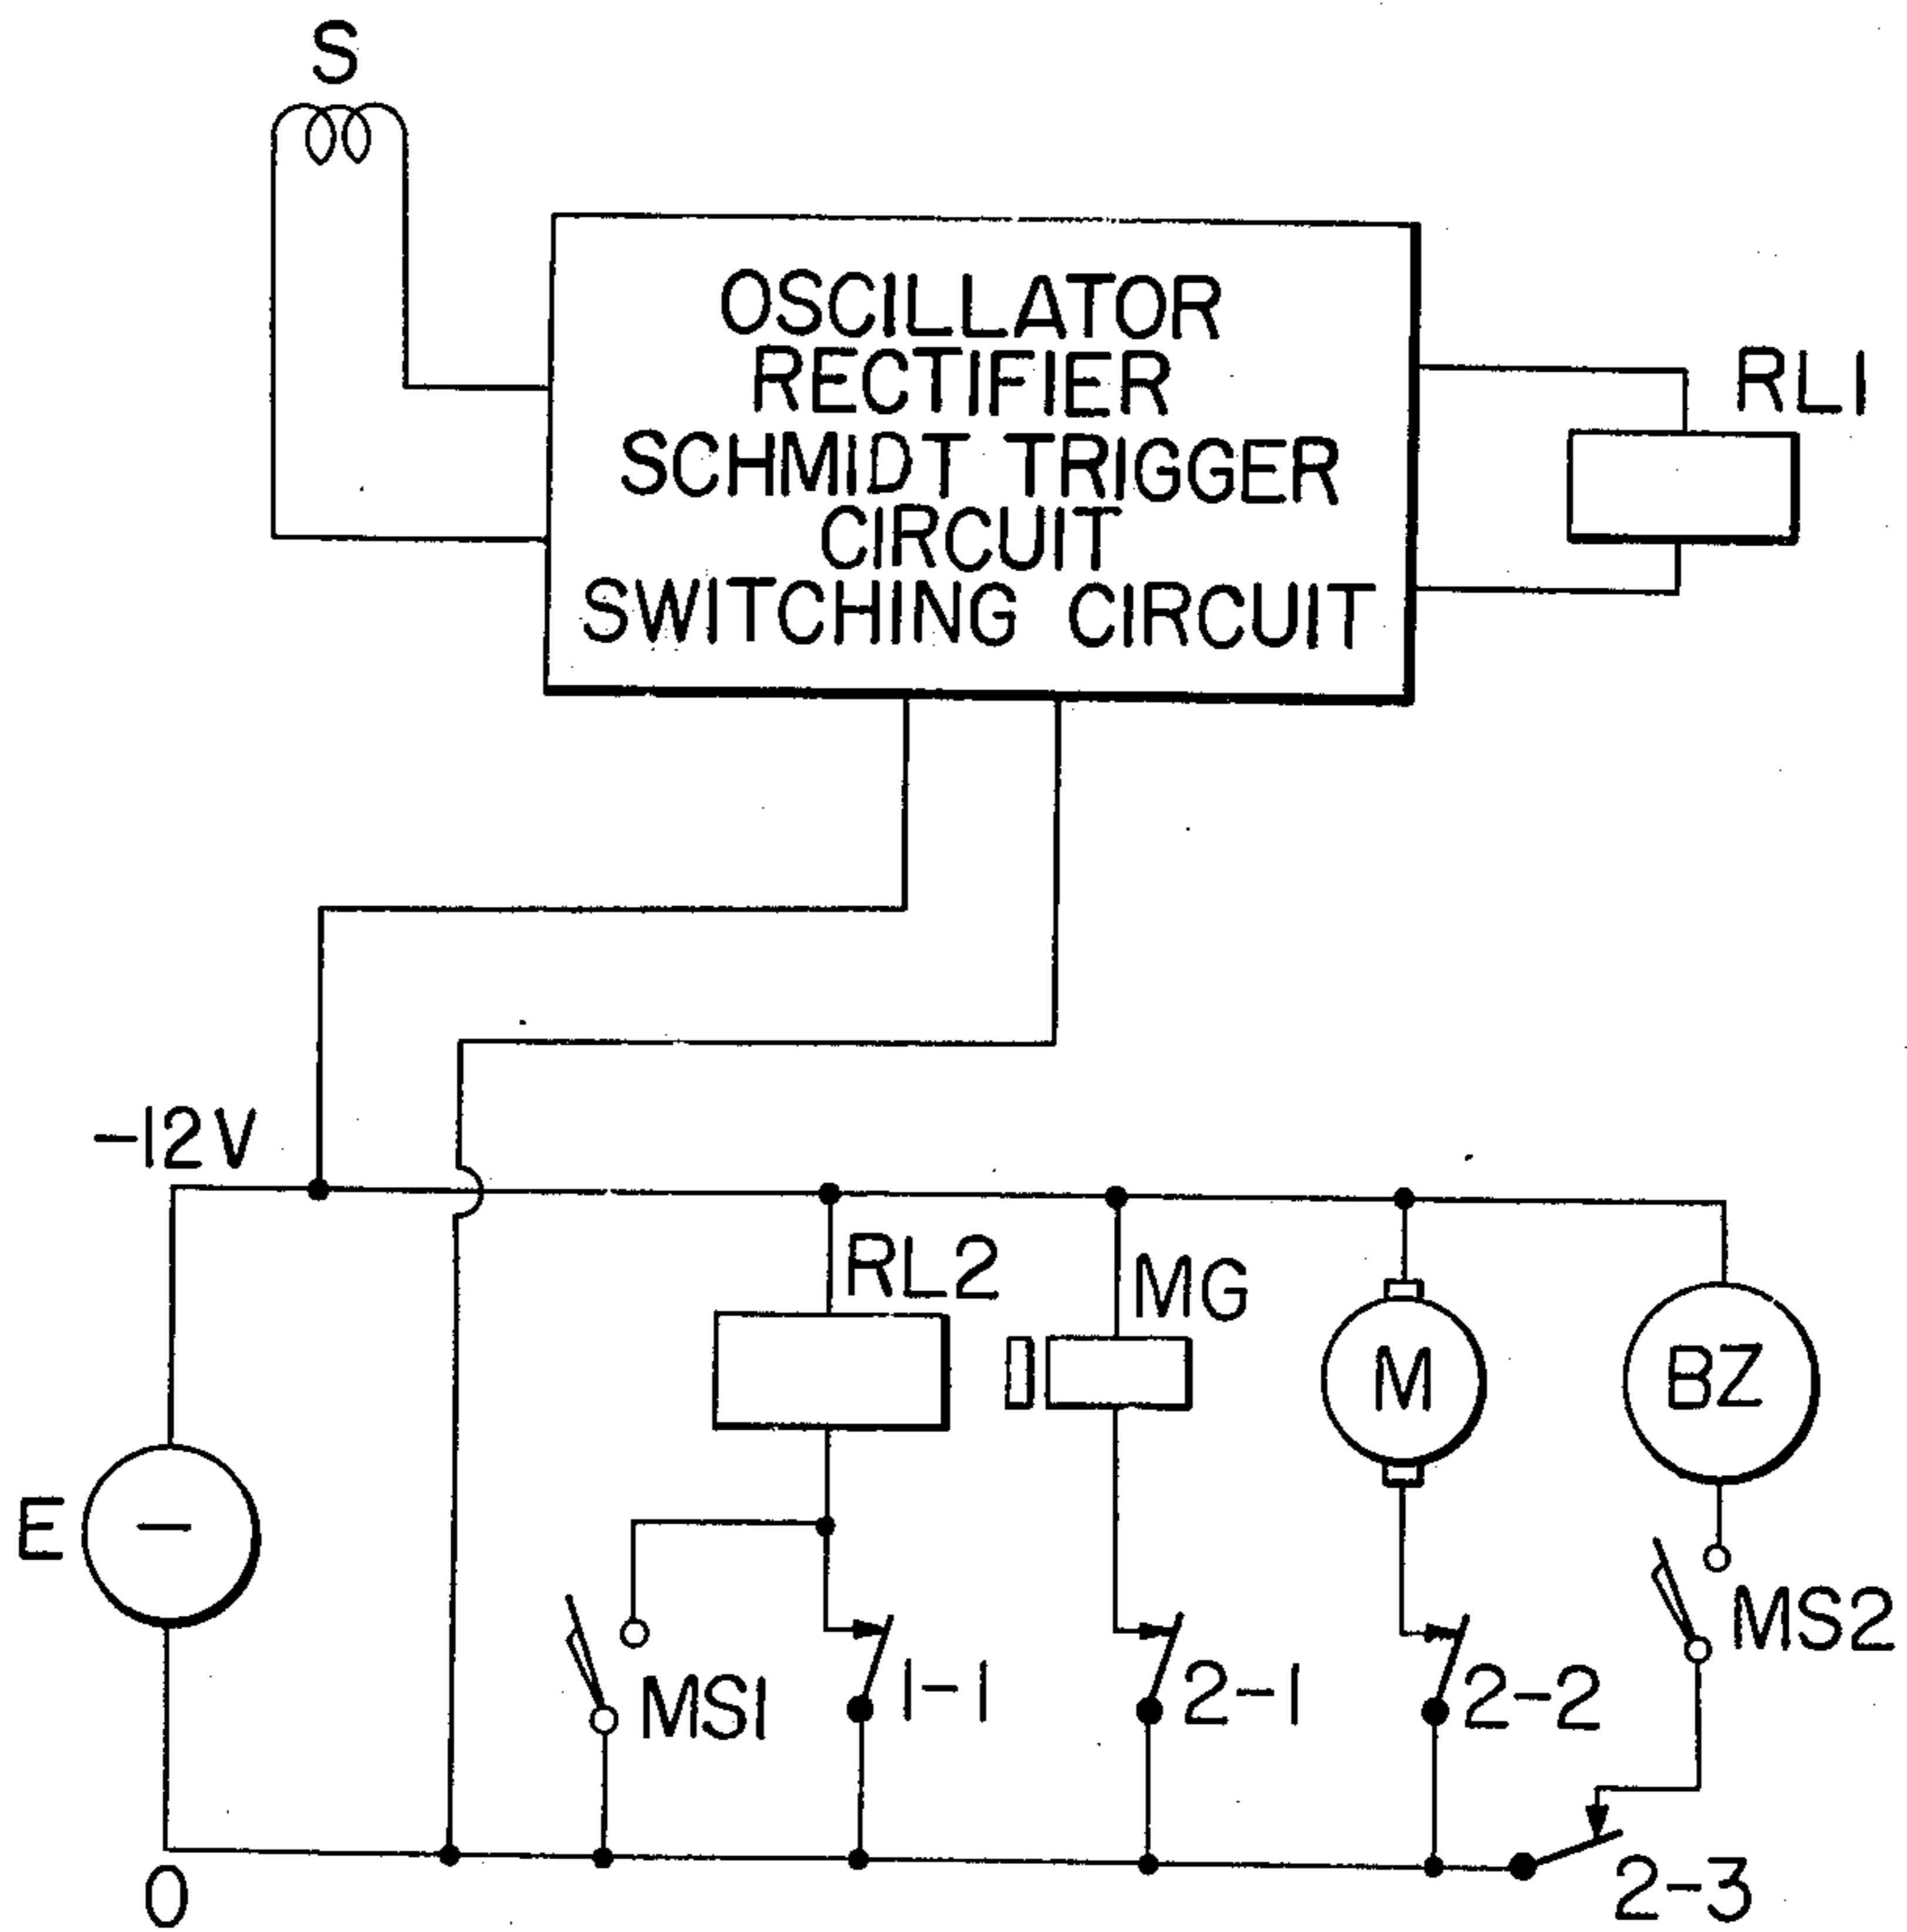 S
OSCILLATOR
RECTIFIER
SCHMIDT TRIGGER
CIRCUIT
SWITCHING CIRCUIT
RL1
-12V
RL2
MG
M
BZ
E
MS1
1-1
2-1
2-2
MS2
2-3
0